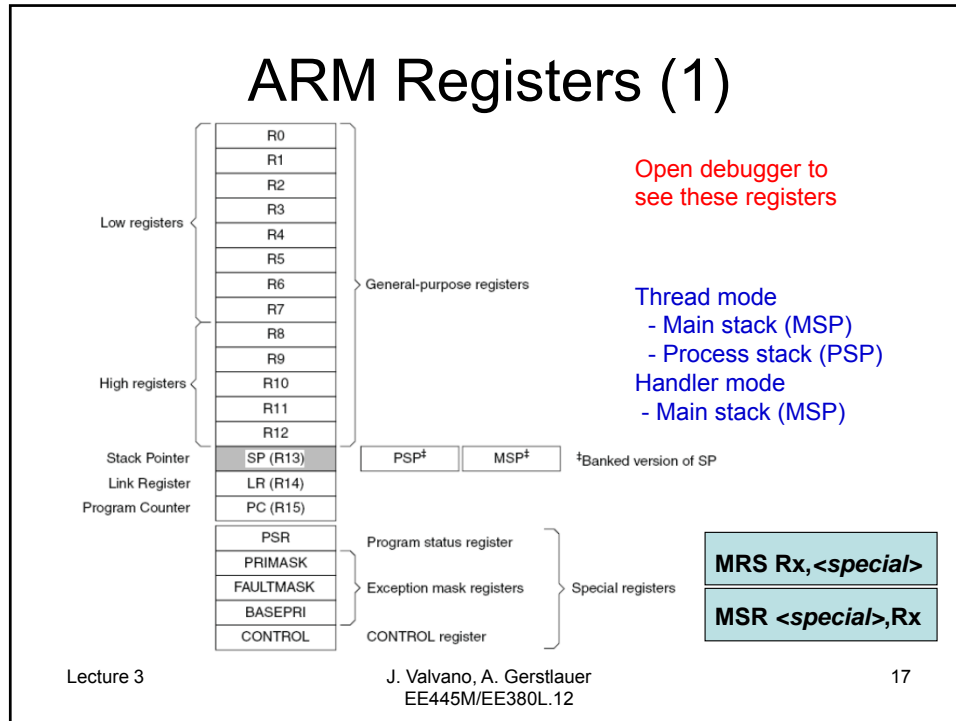 ARM Registers (1)
R0
R1
R2
R3
R4
R5
R6
R7
R8
R9
R10
R11
R12
Low registers
High registers
General-purpose registers
Open debugger to
see these registers
Thread mode
- Main stack (MSP)
- Process stack (PSP)
Handler mode
- Main stack (MSP)
Stack Pointer SP (R13) PSP‡ MSP‡ ‡Banked version of SP
Link Register LR (R14)
Program Counter PC (R15)
PSR Program status register
PRIMASK
FAULTMASK Exception mask registers Special registers
BASEPRI
CONTROL CONTROL register
MRS Rx,<special>
MSR <special>,Rx
Lecture 3 J. Valvano, A. Gerstlauer 17
EE445M/EE380L.12